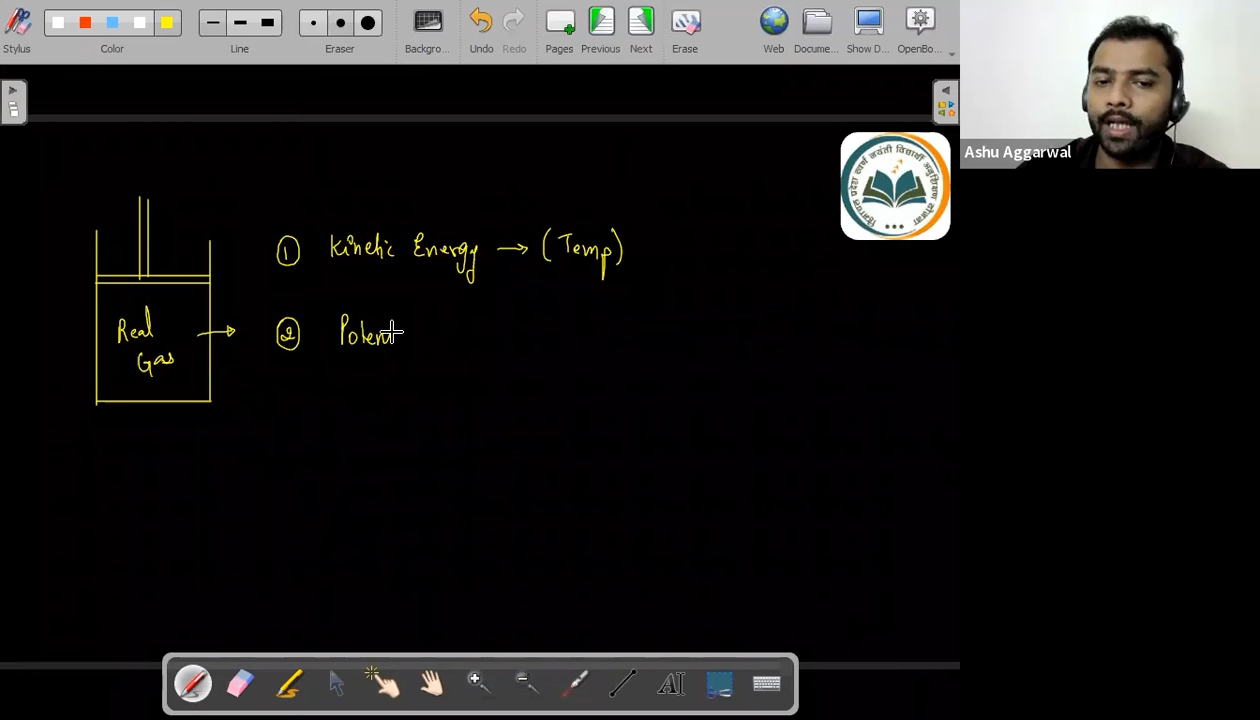 Stylus
Color
Line
Eraser
Backgro...
Undo
Redo
Pages
Previous
Next
Erase
Web
Docume...
Show D...
OpenBo...
Ashu Aggarwal
① Kinetic Energy → (Temp)
Real
Gas →
② Potent